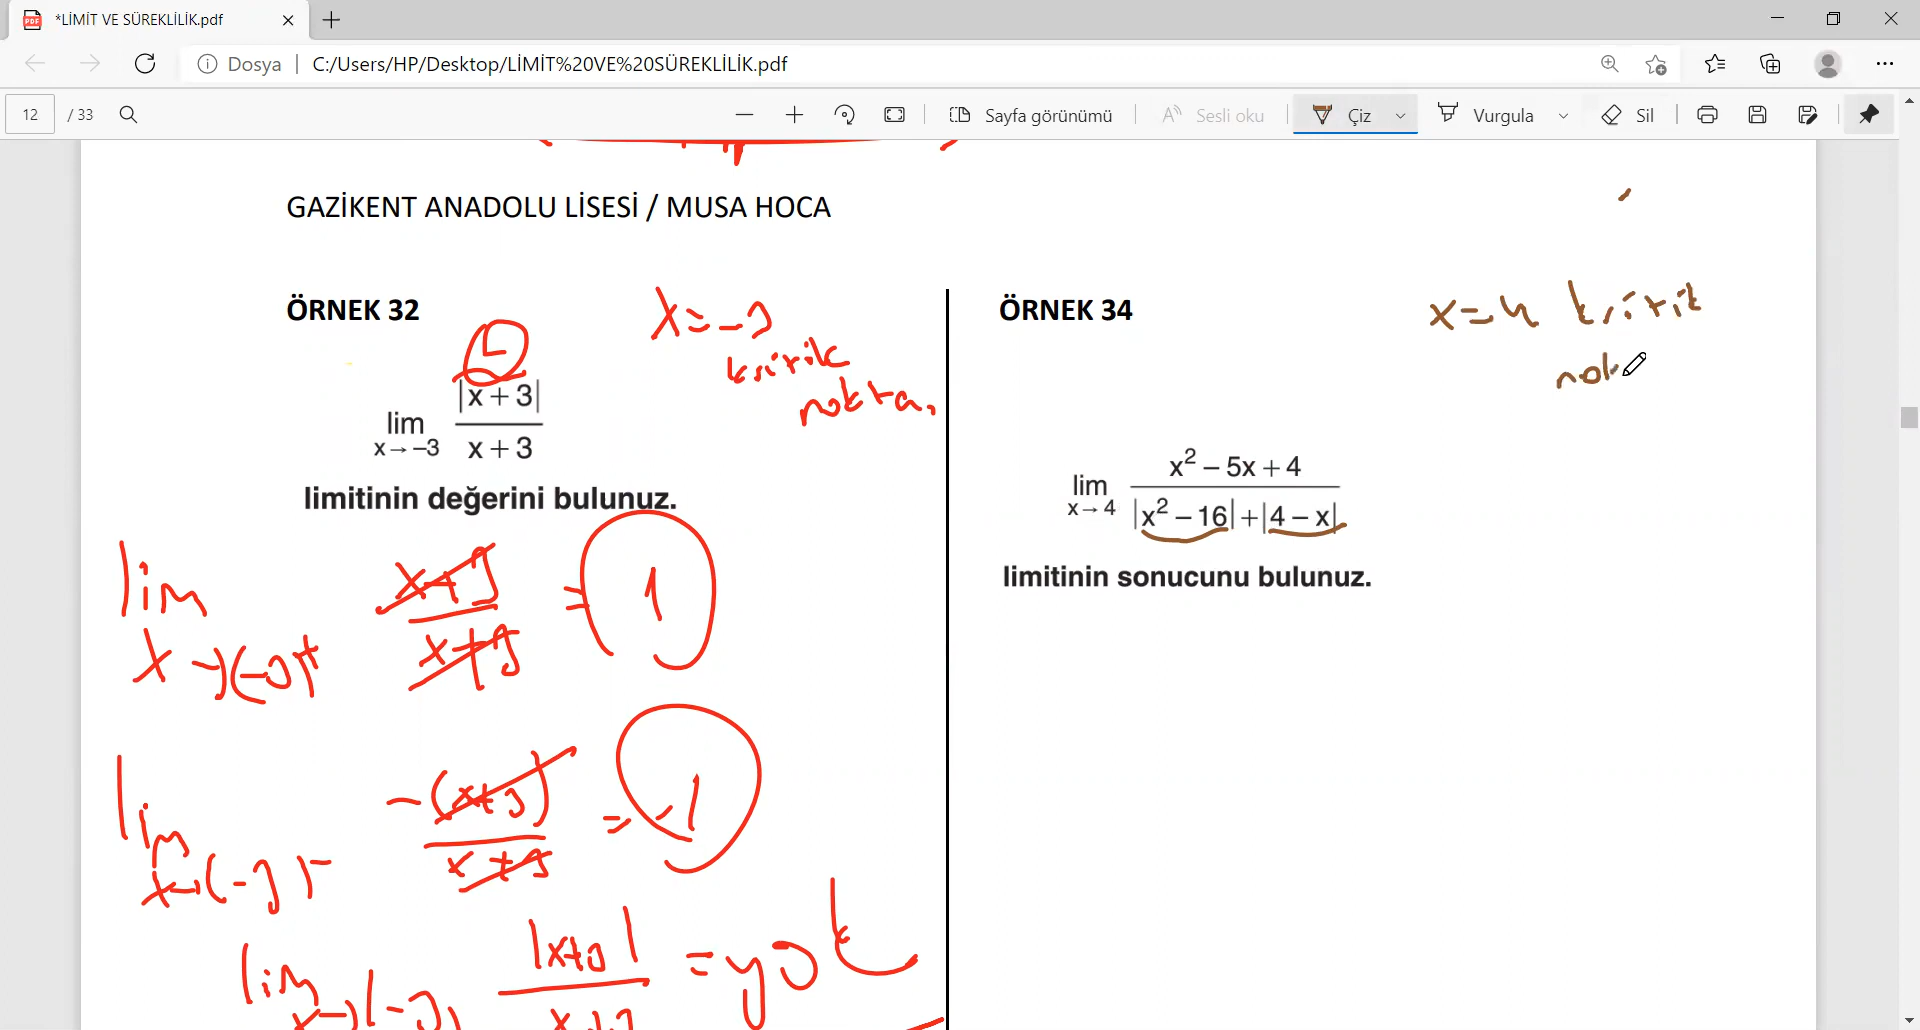 *LİMİT VE SÜREKLİLİK.pdf
Dosya | C:/Users/HP/Desktop/LİMİT%20VE%20SÜREKLİLİK.pdf
12 / 33 Sayfa görünümü Sesli oku Çiz Vurgula Sil
GAZİKENT ANADOLU LİSESİ / MUSA HOCA
ÖRNEK 32
x = -3
kritik
nokta.
lim x→-3 |x + 3| / x + 3
limitinin değerini bulunuz.
lim x→(-3)+ x+3 / x+3 = 1
lim x→(-3)- -(x+3) / x+3 = -1
lim x→(-3) |x+3| / x+3 = yok
ÖRNEK 34
x=4 kritik
nok
lim x→4 x² − 5x + 4 / |x² − 16| + |4 − x|
limitinin sonucunu bulunuz.